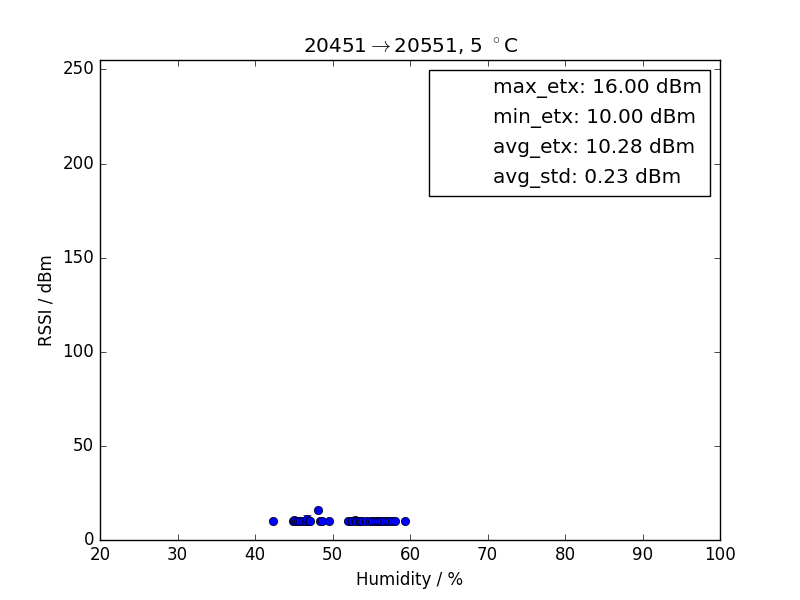 20451→20551, 5 °C
max_etx: 16.00 dBm
min_etx: 10.00 dBm
avg_etx: 10.28 dBm
avg_std: 0.23 dBm
RSSI / dBm
250
200
150
100
50
0
20 30 40 50 60 70 80 90 100
Humidity / %